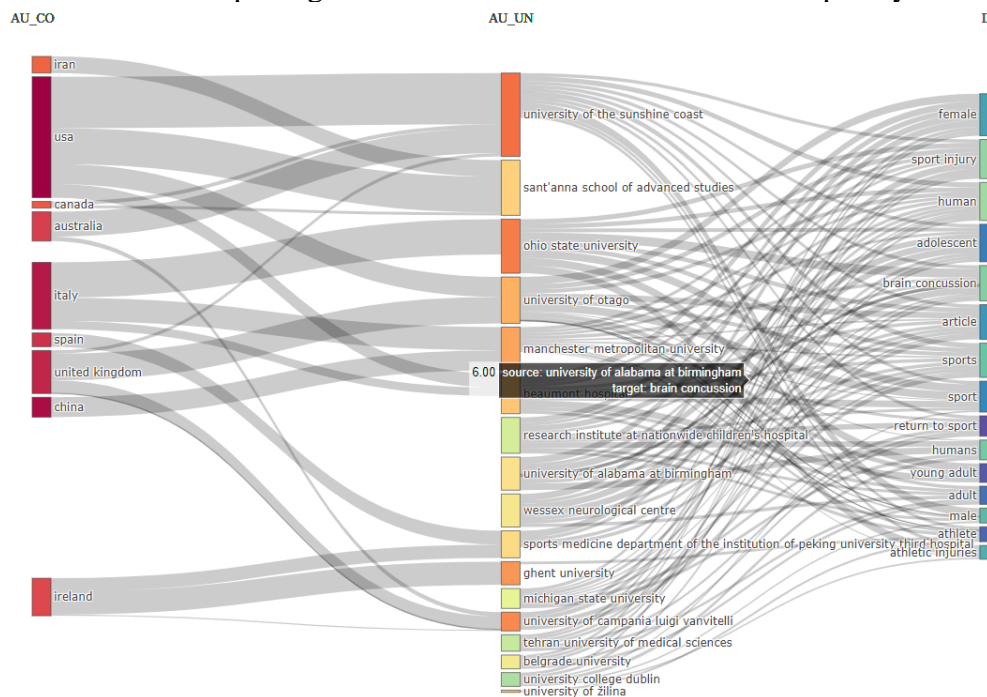 AU_CO
AU_UN
iran
usa
canada
australia
italy
spain
united kingdom
china
ireland
university of the sunshine coast
sant'anna school of advanced studies
ohio state university
university of otago
manchester metropolitan university
6.00
source: university of alabama at birmingham
target: brain concussion
beaumont hospital
research institute at nationwide children's hospital
university of alabama at birmingham
wessex neurological centre
sports medicine department of the institution of peking university third hospital
ghent university
michigan state university
university of campania luigi vanvitelli
tehran university of medical sciences
belgrade university
university college dublin
university of žilina
female
sport injury
human
adolescent
brain concussion
article
sports
sport
return to sport
humans
young adult
adult
male
athlete
athletic injuries